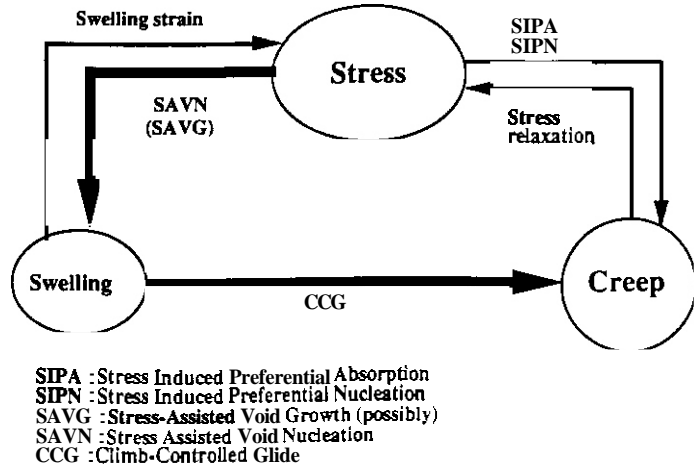 Swelling strain
SIPA
SIPN
Stress
SAVN
(SAVG)
Stress
relaxation
Swelling
CCG
Creep
SIPA :Stress Induced Preferential Absorption
SIPN :Stress Induced Preferential Nucleation
SAVG :Stress-Assisted Void Growth (possibly)
SAVN :Stress Assisted Void Nucleation
CCG :Climb-Controlled Glide